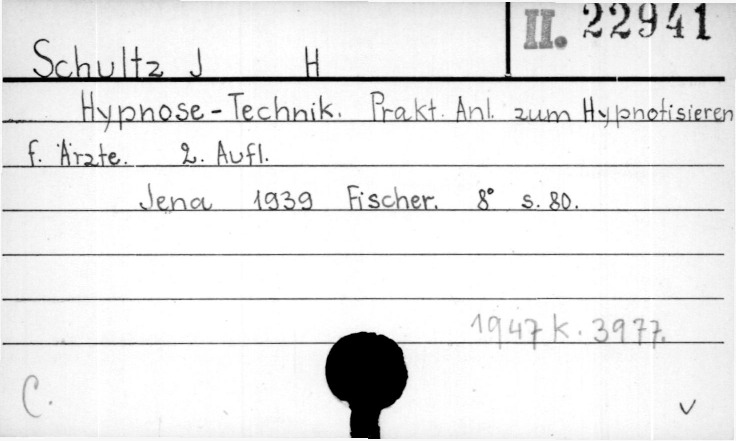 II. 22941
Schultz J H
Hypnose-Technik. Prakt. Anl. zum Hypnotisieren
f. Ärzte. 2. Aufl.
Jena 1939 Fischer. 8° s. 80.
1947 K. 3977.
C. v